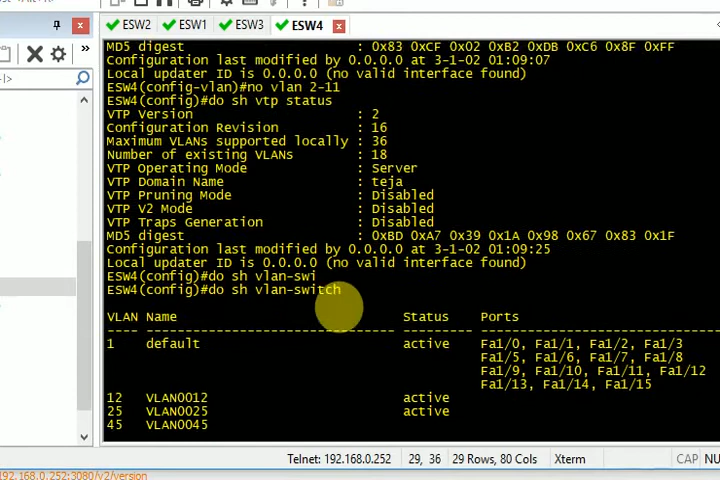 ESW2 ESW1 ESW3 ESW4
MD5 digest : 0x83 0xCF 0x02 0xB2 0xDB 0xC6 0x8F 0xFF
Configuration last modified by 0.0.0.0 at 3-1-02 01:09:07
Local updater ID is 0.0.0.0 (no valid interface found)
ESW4(config-vlan)#no vlan 2-11
ESW4(config)#do sh vtp status
VTP Version : 2
Configuration Revision : 16
Maximum VLANs supported locally : 36
Number of existing VLANs : 18
VTP Operating Mode : Server
VTP Domain Name : teja
VTP Pruning Mode : Disabled
VTP V2 Mode : Disabled
VTP Traps Generation : Disabled
MD5 digest : 0xBD 0xA7 0x39 0x1A 0x98 0x67 0x83 0x1F
Configuration last modified by 0.0.0.0 at 3-1-02 01:09:25
Local updater ID is 0.0.0.0 (no valid interface found)
ESW4(config)#do sh vlan-swi
ESW4(config)#do sh vlan-switch
VLAN Name Status Ports
---- -------------------------------- --------- -------------------------------
1 default active Fa1/0, Fa1/1, Fa1/2, Fa1/3
Fa1/5, Fa1/6, Fa1/7, Fa1/8
Fa1/9, Fa1/10, Fa1/11, Fa1/12
Fa1/13, Fa1/14, Fa1/15
12 VLAN0012 active
25 VLAN0025 active
45 VLAN0045
Telnet: 192.168.0.252 29, 36 29 Rows, 80 Cols Xterm CAP NU
192.168.0.252:3080/v2/version